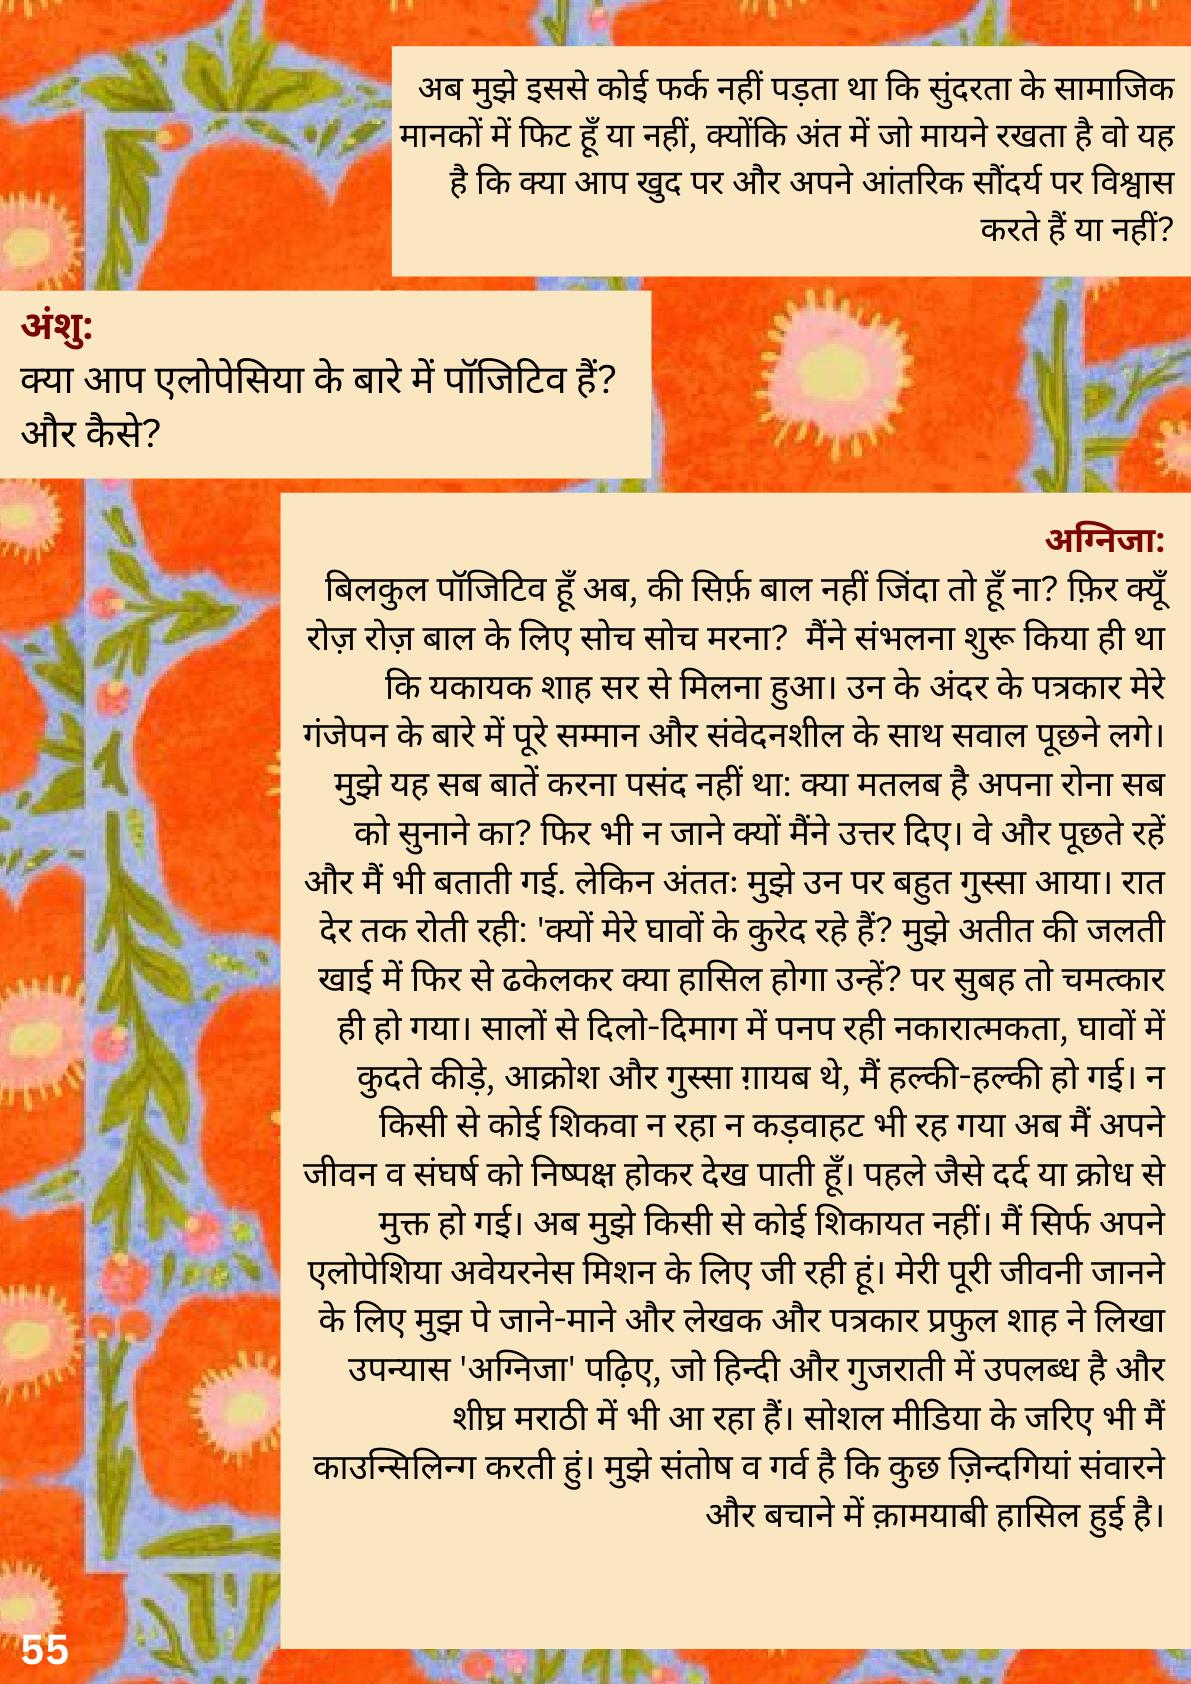 अब मुझे इससे कोई फर्क नहीं पड़ता था कि सुंदरता के सामाजिक
मानकों में फिट हूँ या नहीं, क्योंकि अंत में जो मायने रखता है वो यह
है कि क्या आप खुद पर और अपने आंतरिक सौंदर्य पर विश्वास
करते हैं या नहीं?
अंशु:
क्या आप एलोपेसिया के बारे में पॉजिटिव हैं?
और कैसे?
अग्निजा:
बिलकुल पॉजिटिव हूँ अब, की सिर्फ़ बाल नहीं जिंदा तो हूँ ना? फ़िर क्यूँ
रोज़ रोज़ बाल के लिए सोच सोच मरना? मैंने संभलना शुरू किया ही था
कि यकायक शाह सर से मिलना हुआ। उन के अंदर के पत्रकार मेरे
गंजेपन के बारे में पूरे सम्मान और संवेदनशील के साथ सवाल पूछने लगे।
मुझे यह सब बातें करना पसंद नहीं था: क्या मतलब है अपना रोना सब
को सुनाने का? फिर भी न जाने क्यों मैंने उत्तर दिए। वे और पूछते रहें
और मैं भी बताती गई. लेकिन अंततः मुझे उन पर बहुत गुस्सा आया। रात
देर तक रोती रही: 'क्यों मेरे घावों के कुरेद रहे हैं? मुझे अतीत की जलती
खाई में फिर से ढकेलकर क्या हासिल होगा उन्हें? पर सुबह तो चमत्कार
ही हो गया। सालों से दिलो-दिमाग में पनप रही नकारात्मकता, घावों में
कुदते कीड़े, आक्रोश और गुस्सा ग़ायब थे, मैं हल्की-हल्की हो गई। न
किसी से कोई शिकवा न रहा न कड़वाहट भी रह गया अब मैं अपने
जीवन व संघर्ष को निष्पक्ष होकर देख पाती हूँ। पहले जैसे दर्द या क्रोध से
मुक्त हो गई। अब मुझे किसी से कोई शिकायत नहीं। मैं सिर्फ अपने
एलोपेशिया अवेयरनेस मिशन के लिए जी रही हूं। मेरी पूरी जीवनी जानने
के लिए मुझ पे जाने-माने और लेखक और पत्रकार प्रफुल शाह ने लिखा
उपन्यास 'अग्निजा' पढ़िए, जो हिन्दी और गुजराती में उपलब्ध है और
शीघ्र मराठी में भी आ रहा हैं। सोशल मीडिया के जरिए भी मैं
काउन्सिलिन्ग करती हुं। मुझे संतोष व गर्व है कि कुछ ज़िन्दगियां संवारने
और बचाने में क़ामयाबी हासिल हुई है।
55